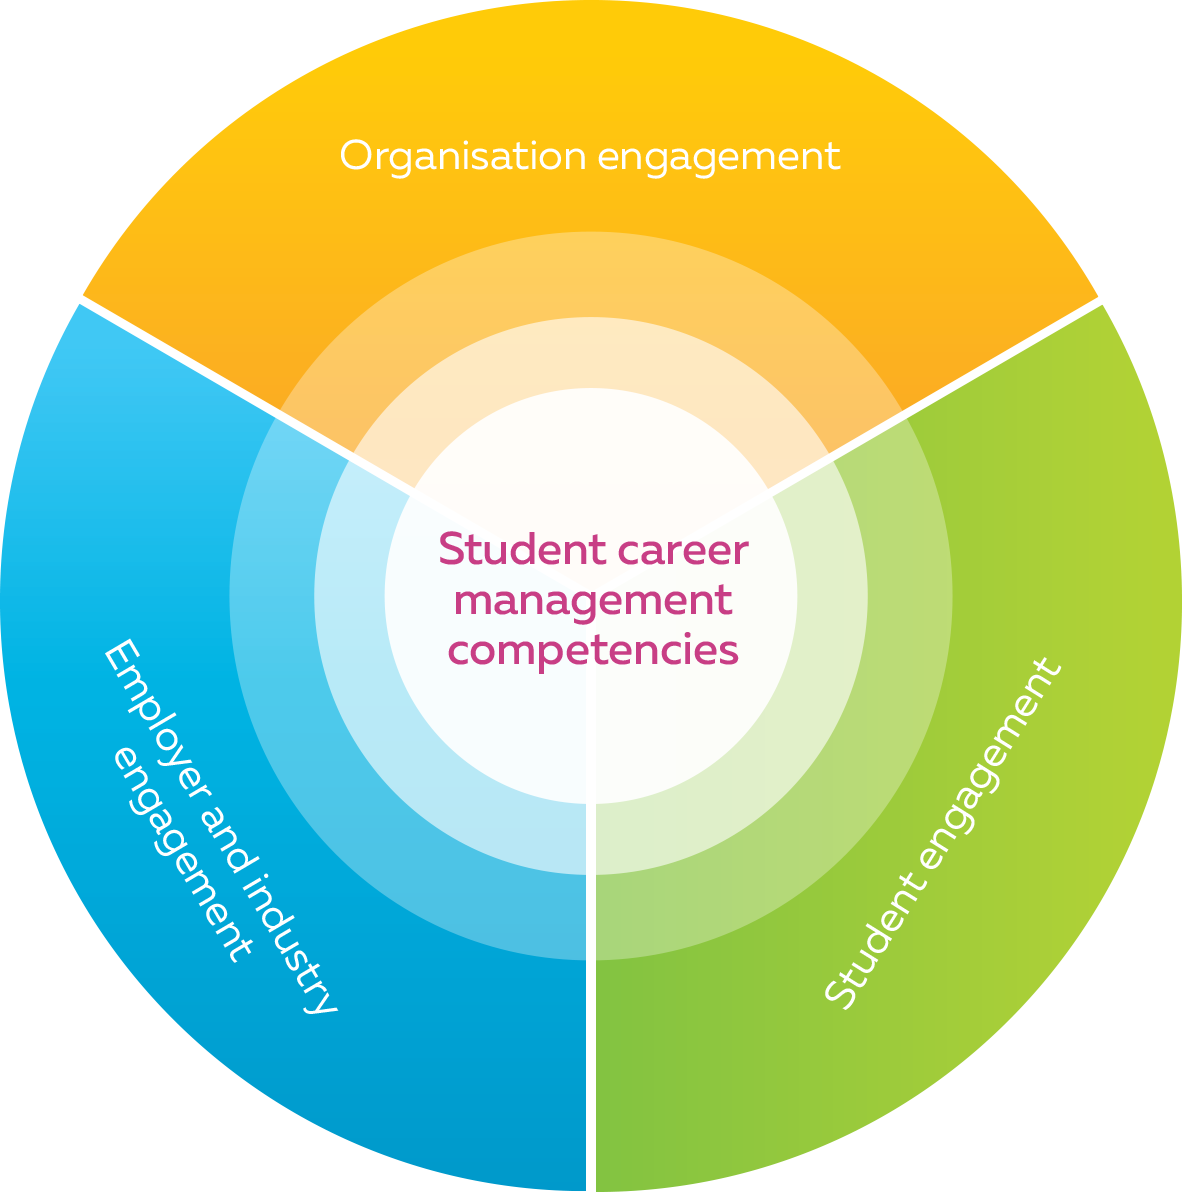 Organisation engagement
Student career
management
competencies
Employer and industry
engagement
Student engagement